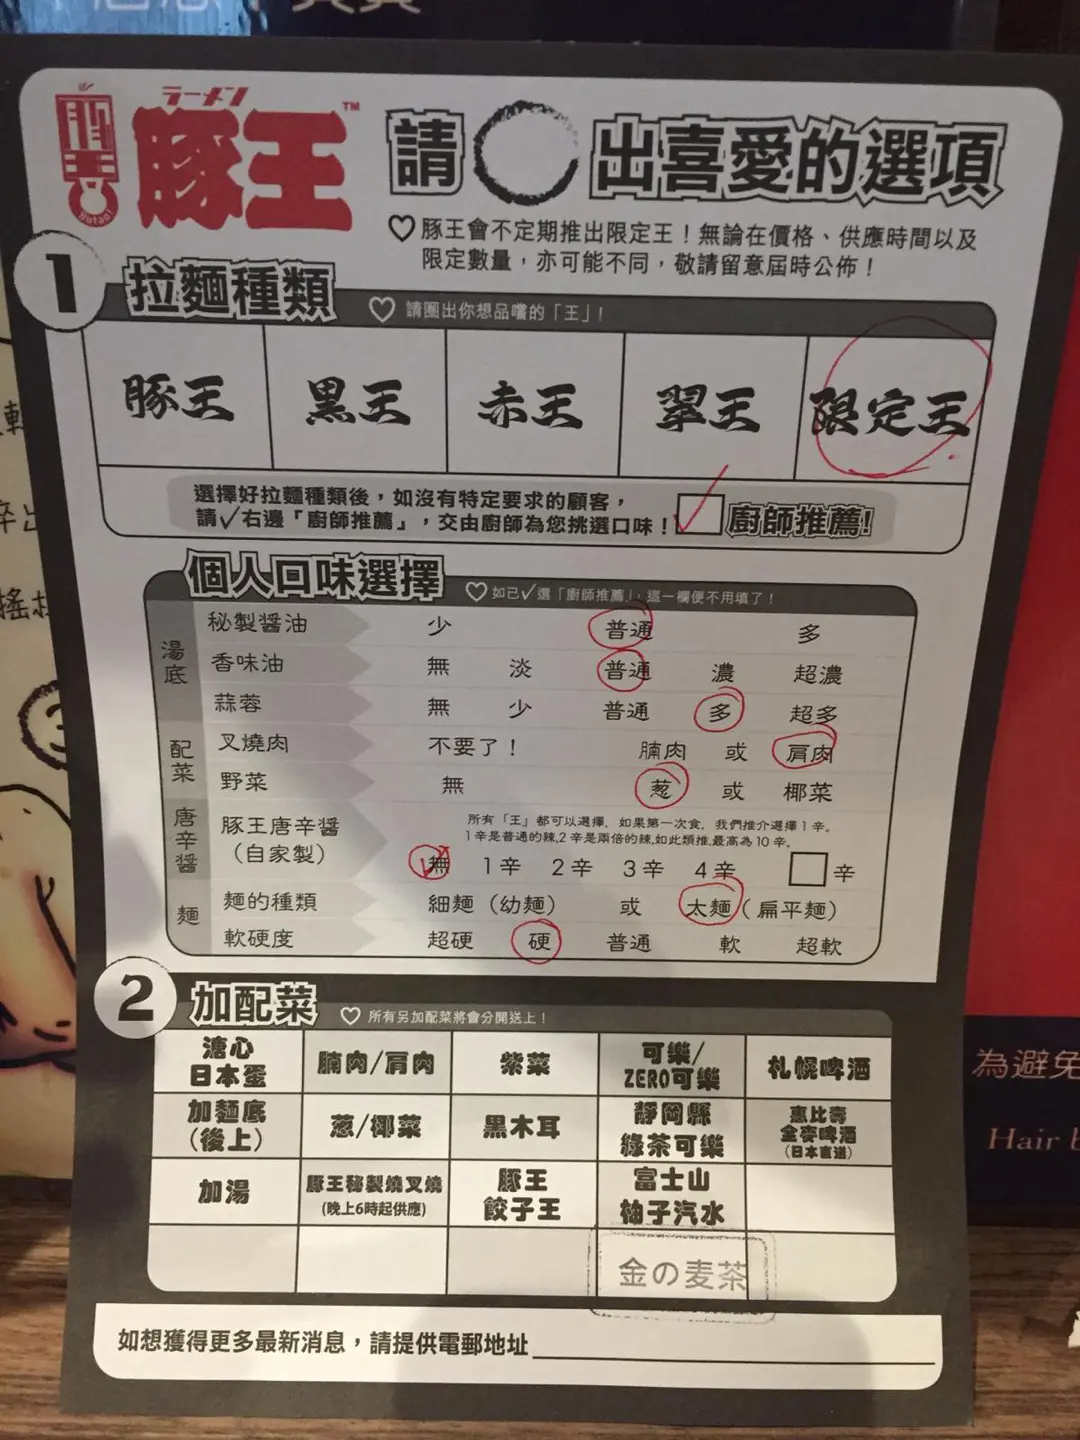 ラーメン
豚王™
Butao
請○出喜愛的選項
♡豚王會不定期推出限定王！無論在價格、供應時間以及
限定數量，亦可能不同，敬請留意屆時公佈！
1 拉麵種類 ♡ 請圈出你想品嚐的「王」！
豚王 黑王 赤王 翠王 限定王
選擇好拉麵種類後，如沒有特定要求的顧客，
請✓右邊「廚師推薦」，交由廚師為您挑選口味！ 廚師推薦!
個人口味選擇 ♡如已✓選「廚師推薦」，這一欄便不用填了！
湯底
秘製醬油 少 普通 多
香味油 無 淡 普通 濃 超濃
蒜蓉 無 少 普通 多 超多
配菜
叉燒肉 不要了！ 腩肉 或 肩肉
野菜 無 葱 或 椰菜
唐辛醤
豚王唐辛醤
（自家製）
所有「王」都可以選擇，如果第一次食，我們推介選擇1辛。
1辛是普通的辣,2辛是兩倍的辣,如此類推,最高為10辛。
無 1辛 2辛 3辛 4辛 □辛
麵
麵的種類 細麵（幼麵） 或 太麵（扁平麵）
軟硬度 超硬 硬 普通 軟 超軟
2 加配菜 ♡ 所有另加配菜將會分開送上！
溏心
日本蛋 腩肉/肩肉 紫菜 可樂/
ZERO可樂 札幌啤酒
加麵底
（後上） 葱/椰菜 黑木耳 靜岡縣
綠茶可樂 惠比壽
金麥啤酒
(日本直送)
加湯 豚王秘製燒叉燒
(晚上6時起供應) 豚王
餃子王 富士山
柚子汽水
金の麦茶
如想獲得更多最新消息，請提供電郵地址
為避免
Hair b